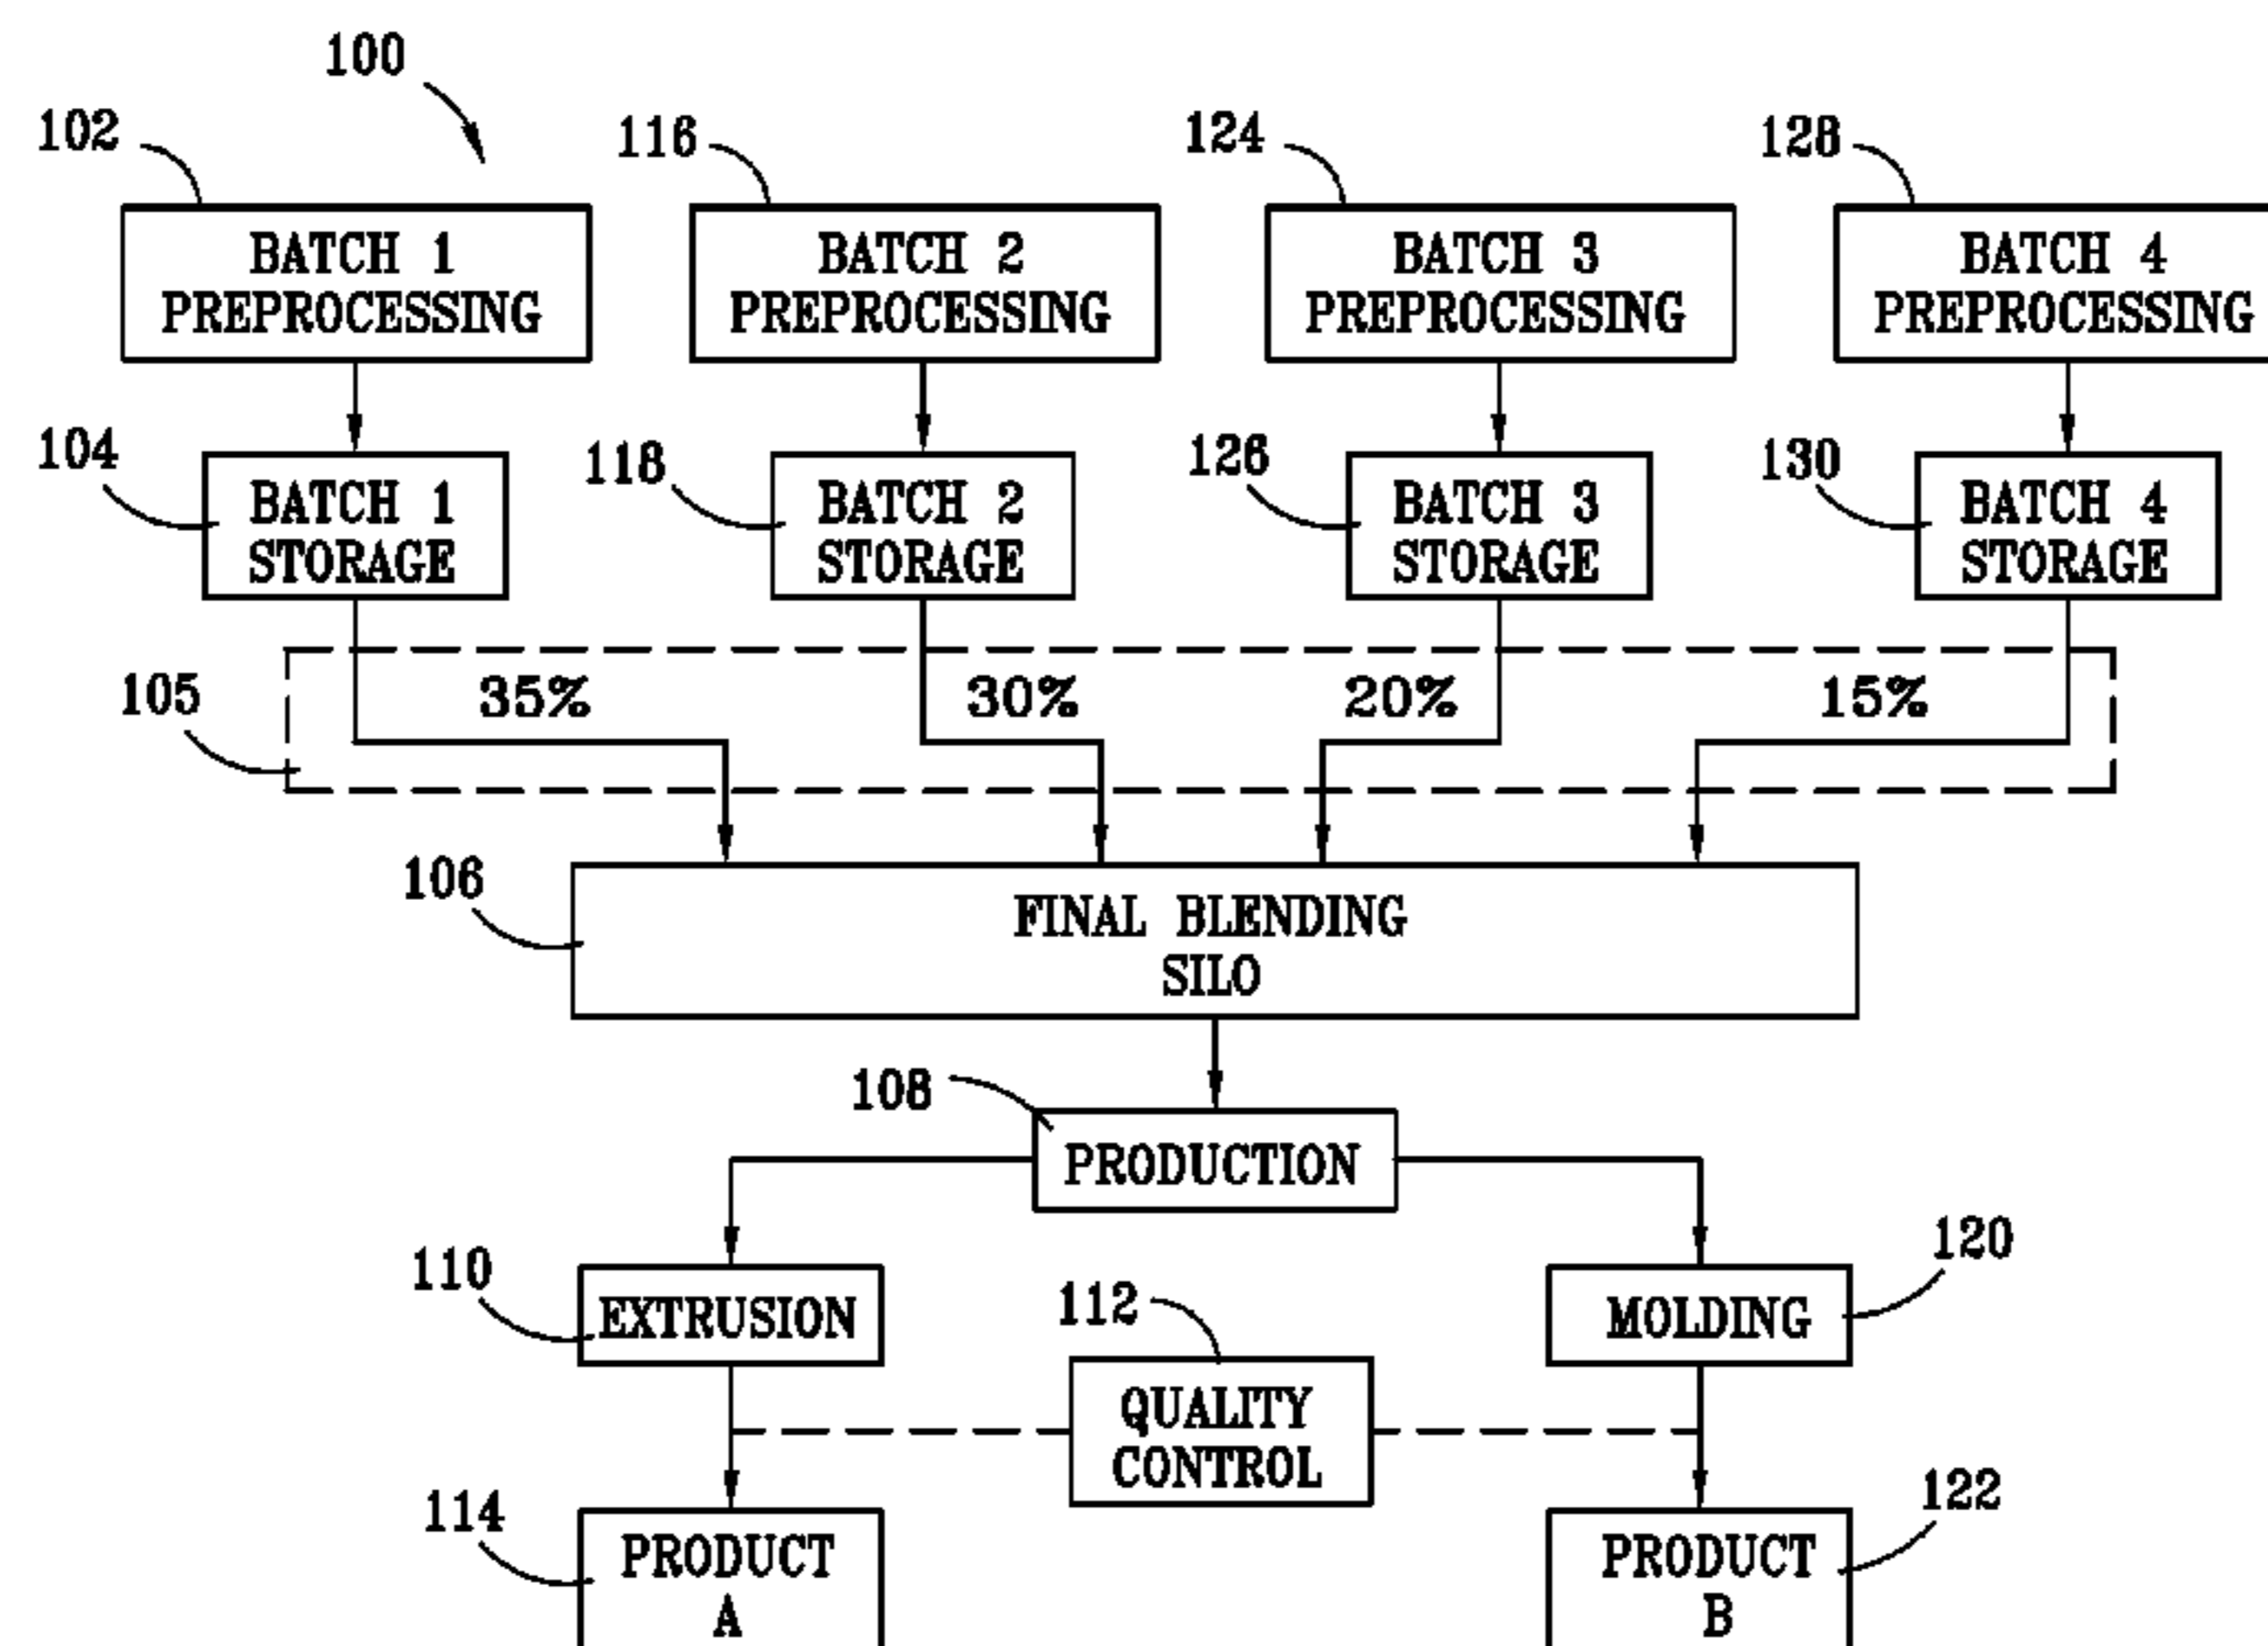 100
102
116
124
128
BATCH 1
PREPROCESSING
BATCH 2
PREPROCESSING
BATCH 3
PREPROCESSING
BATCH 4
PREPROCESSING
104
118
126
130
BATCH 1
STORAGE
BATCH 2
STORAGE
BATCH 3
STORAGE
BATCH 4
STORAGE
105
35%
30%
20%
15%
106
FINAL BLENDING
SILO
108
PRODUCTION
110
EXTRUSION
112
QUALITY
CONTROL
120
MOLDING
114
PRODUCT
A
122
PRODUCT
B